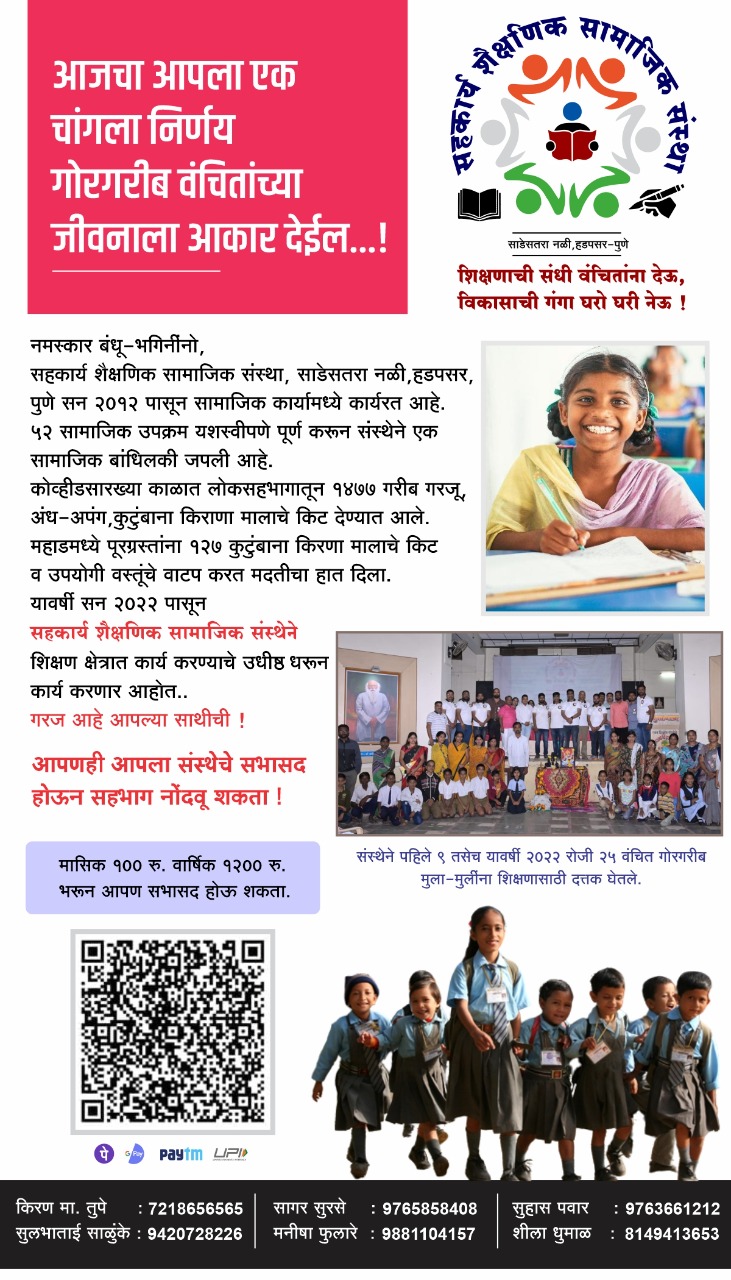 आजचा आपला एक
चांगला निर्णय
गोरगरीब वंचितांच्या
जीवनाला आकार देईल...!
सहकार्य शैक्षणिक सामाजिक संस्था
साडेसतरा नळी,हडपसर-पुणे
शिक्षणाची संधी वंचितांना देऊ,
विकासाची गंगा घरो घरी नेऊ !
नमस्कार बंधू-भगिनींनो,
सहकार्य शैक्षणिक सामाजिक संस्था, साडेसतरा नळी,हडपसर,
पुणे सन २०१२ पासून सामाजिक कार्यामध्ये कार्यरत आहे.
५२ सामाजिक उपक्रम यशस्वीपणे पूर्ण करून संस्थेने एक
सामाजिक बांधिलकी जपली आहे.
कोव्हीडसारख्या काळात लोकसहभागातून १४७७ गरीब गरजू,
अंध-अपंग,कुटुंबाना किराणा मालाचे किट देण्यात आले.
महाडमध्ये पूरग्रस्तांना १२७ कुटुंबाना किरणा मालाचे किट
व उपयोगी वस्तूंचे वाटप करत मदतीचा हात दिला.
यावर्षी सन २०२२ पासून
सहकार्य शैक्षणिक सामाजिक संस्थेने
शिक्षण क्षेत्रात कार्य करण्याचे उधीष्ठ धरून
कार्य करणार आहोत..
गरज आहे आपल्या साथीची !
आपणही आपला संस्थेचे सभासद
होऊन सहभाग नोंदवू शकता !
मासिक १०० रु. वार्षिक १२०० रु.
भरून आपण सभासद होऊ शकता.
संस्थेने पहिले ९ तसेच यावर्षी २०२२ रोजी २५ वंचित गोरगरीब
मुला-मुलींना शिक्षणासाठी दत्तक घेतले.
पे G Pay paytm UPI
किरण मा. तुपे : 7218656565
सुलभाताई साळुंके : 9420728226
सागर सुरसे : 9765858408
मनीषा फुलारे : 9881104157
सुहास पवार : 9763661212
शीला धुमाळ : 8149413653